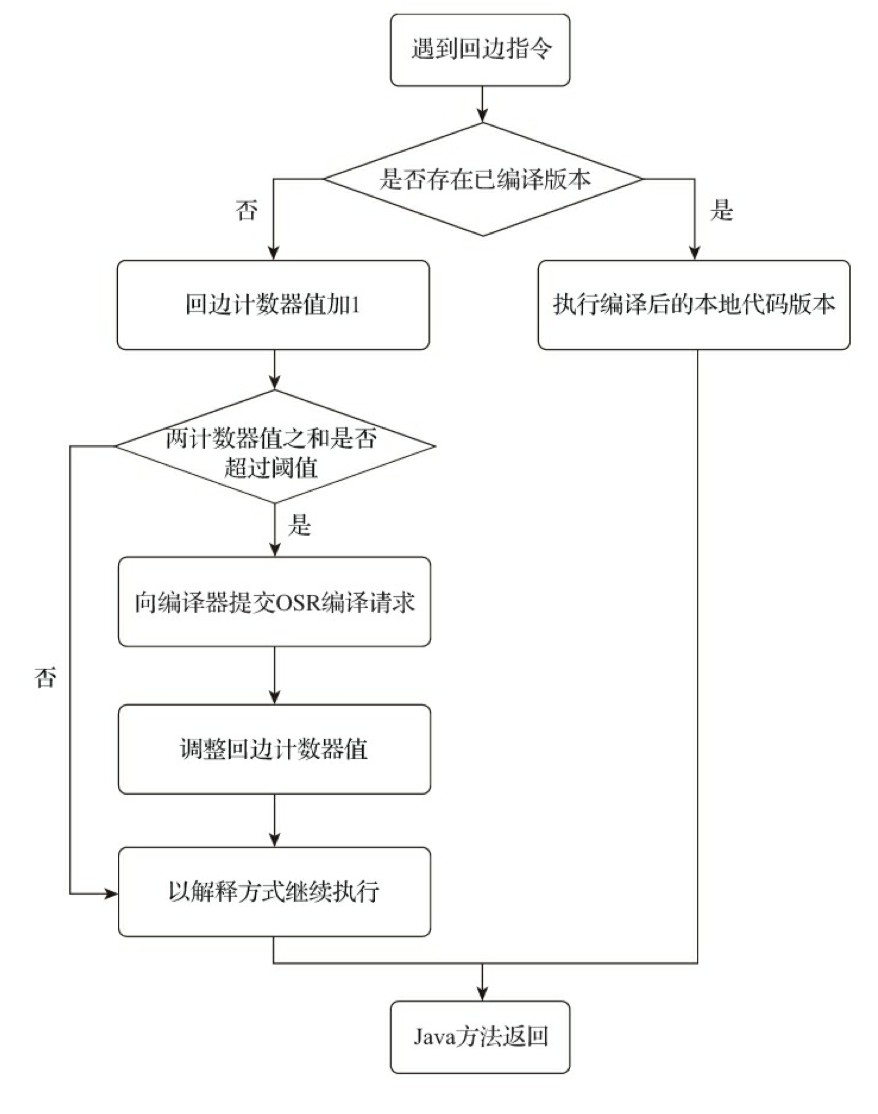 遇到回边指令
是否存在已编译版本
否
是
回边计数器值加1
执行编译后的本地代码版本
两计数器值之和是否
超过阈值
是
向编译器提交OSR编译请求
否
调整回边计数器值
以解释方式继续执行
Java方法返回